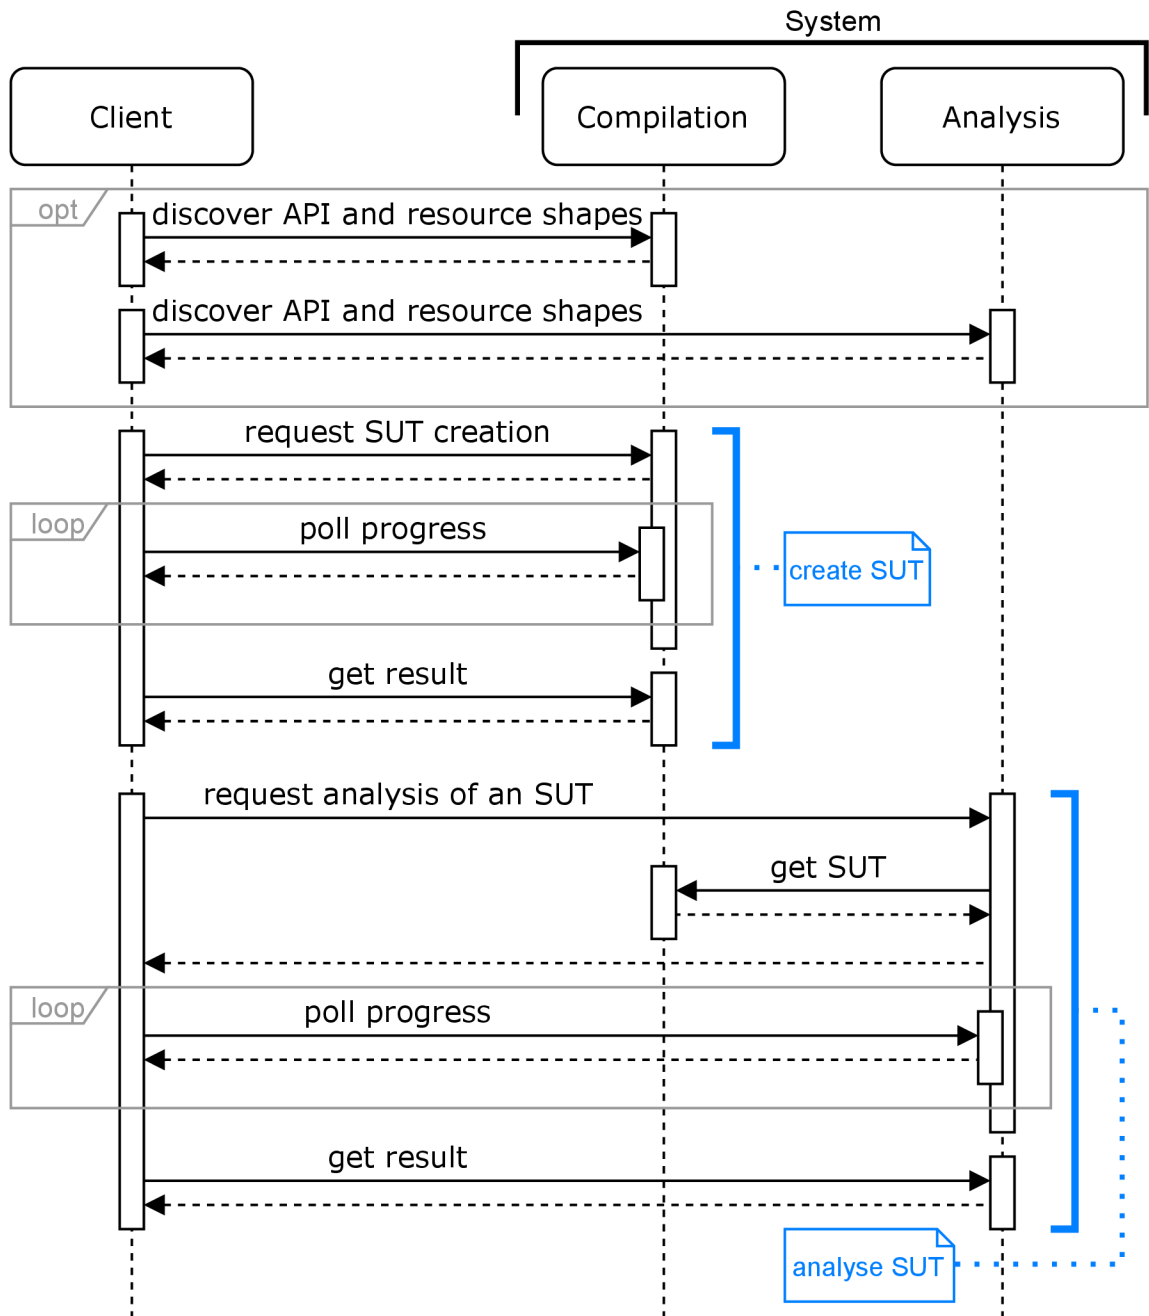 System
Client
Compilation
Analysis
opt
discover API and resource shapes
discover API and resource shapes
request SUT creation
loop
poll progress
create SUT
get result
request analysis of an SUT
get SUT
loop
poll progress
get result
analyse SUT